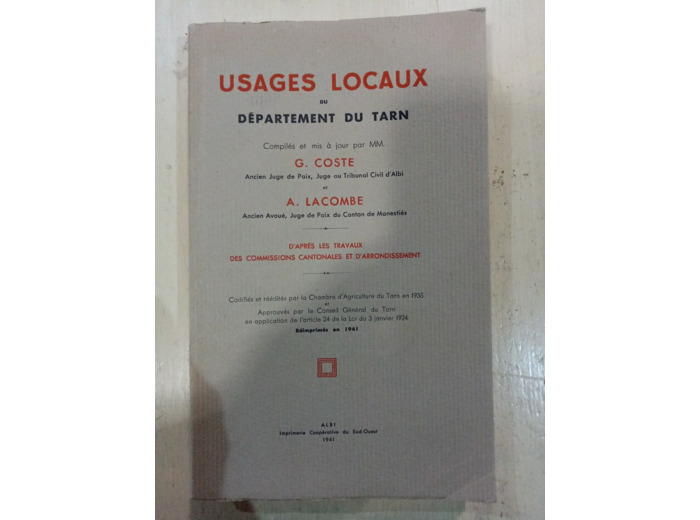 USAGES LOCAUX
DU
DÉPARTEMENT DU TARN
Compilés et mis à jour par MM.
G. COSTE
Ancien Juge de Paix, Juge au Tribunal Civil d'Albi
et
A. LACOMBE
Ancien Avoué, Juge de Paix du Canton de Monestiés
D'APRÈS LES TRAVAUX
DES COMMISSIONS CANTONALES ET D'ARRONDISSEMENT
Codifiés et réédités par la Chambre d'Agriculture du Tarn en 1935
et
Approuvés par le Conseil Général du Tarn
en application de l'article 24 de la Loi du 3 janvier 1924
Réimprimés en 1941
ALBI
Imprimerie Coopérative du Sud-Ouest
1941